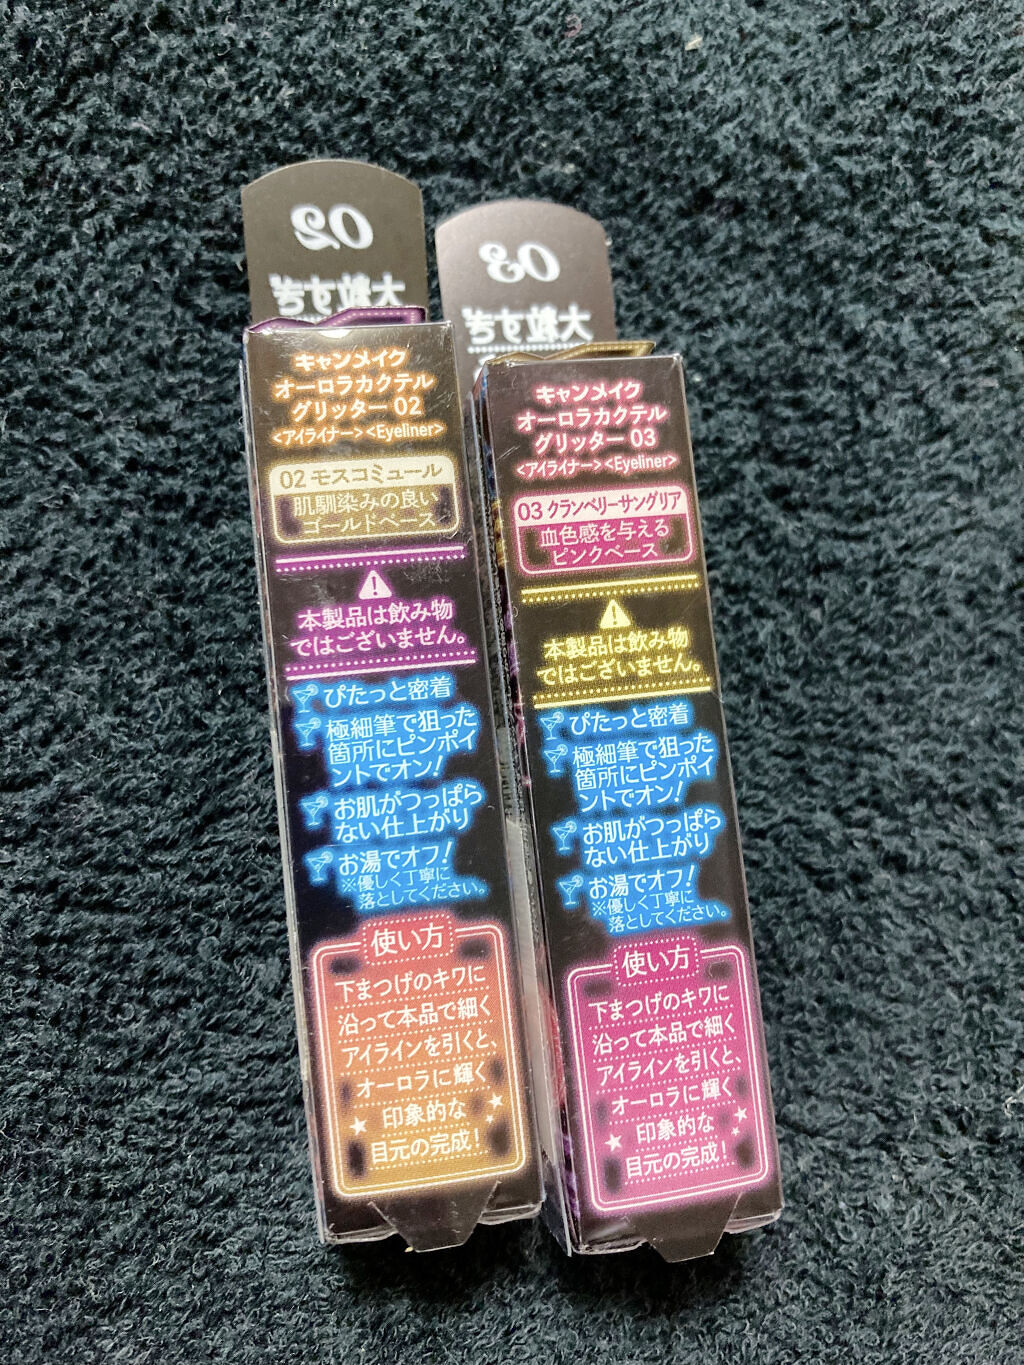 02
キャンメイク
オーロラカクテル
グリッター 02
<アイライナー><Eyeliner>
02 モスコミュール
肌馴染みの良い
ゴールドベース
本製品は飲み物
ではございません。
ぴたっと密着
極細筆で狙った
箇所にピンポイ
ントでオン!
お肌がつっぱら
ない仕上がり
お湯でオフ!
※優しく丁寧に
落としてください。
使い方
下まつげのキワに
沿って本品で細く
アイラインを引くと、
オーロラに輝く
印象的な
目元の完成!
03
キャンメイク
オーロラカクテル
グリッター 03
<アイライナー><Eyeliner>
03 クランベリーサングリア
血色感を与える
ピンクベース
本製品は飲み物
ではございません。
ぴたっと密着
極細筆で狙った
箇所にピンポイ
ントでオン!
お肌がつっぱら
ない仕上がり
お湯でオフ!
※優しく丁寧に
落としてください。
使い方
下まつげのキワに
沿って本品で細く
アイラインを引くと、
オーロラに輝く
印象的な
目元の完成!